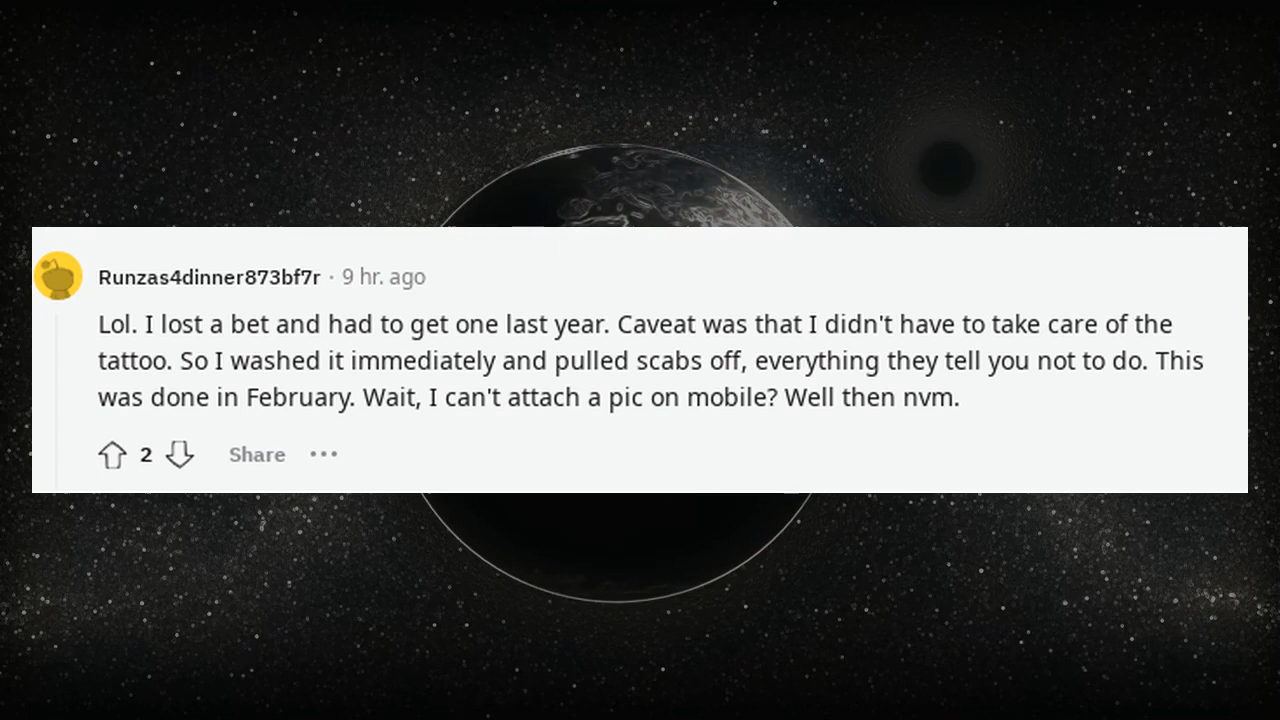 Runzas4dinner873bf7r · 9 hr. ago
Lol. I lost a bet and had to get one last year. Caveat was that I didn't have to take care of the
tattoo. So I washed it immediately and pulled scabs off, everything they tell you not to do. This
was done in February. Wait, I can't attach a pic on mobile? Well then nvm.
2 Share •••